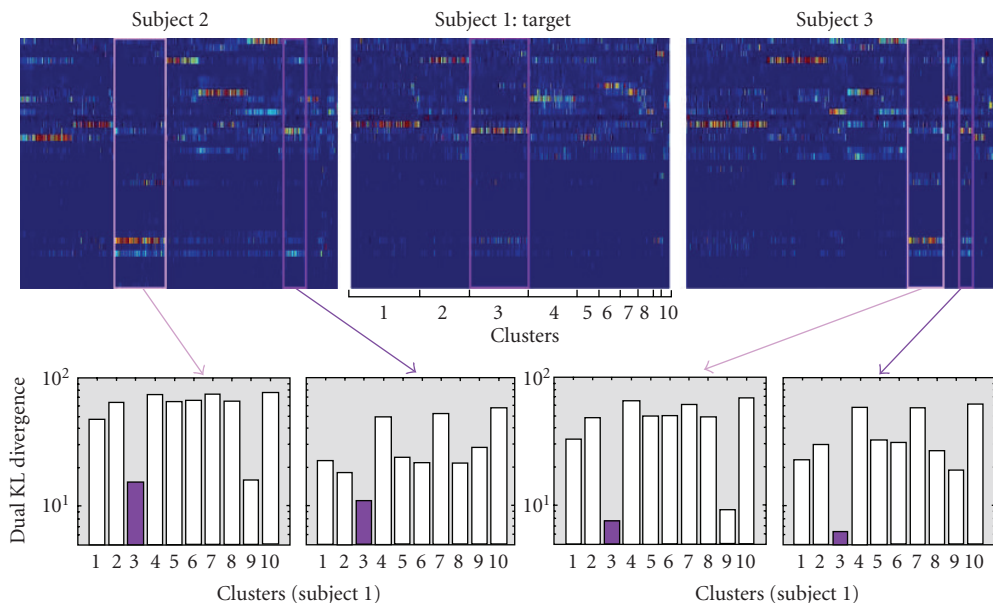 Subject 2
Subject 1: target
Subject 3
1 2 3 4 5 6 7 8 10
Clusters
Dual KL divergence
10²
10¹
10²
10¹
1 2 3 4 5 6 7 8 9 10
1 2 3 4 5 6 7 8 9 10
1 2 3 4 5 6 7 8 9 10
1 2 3 4 5 6 7 8 9 10
Clusters (subject 1)
Clusters (subject 1)